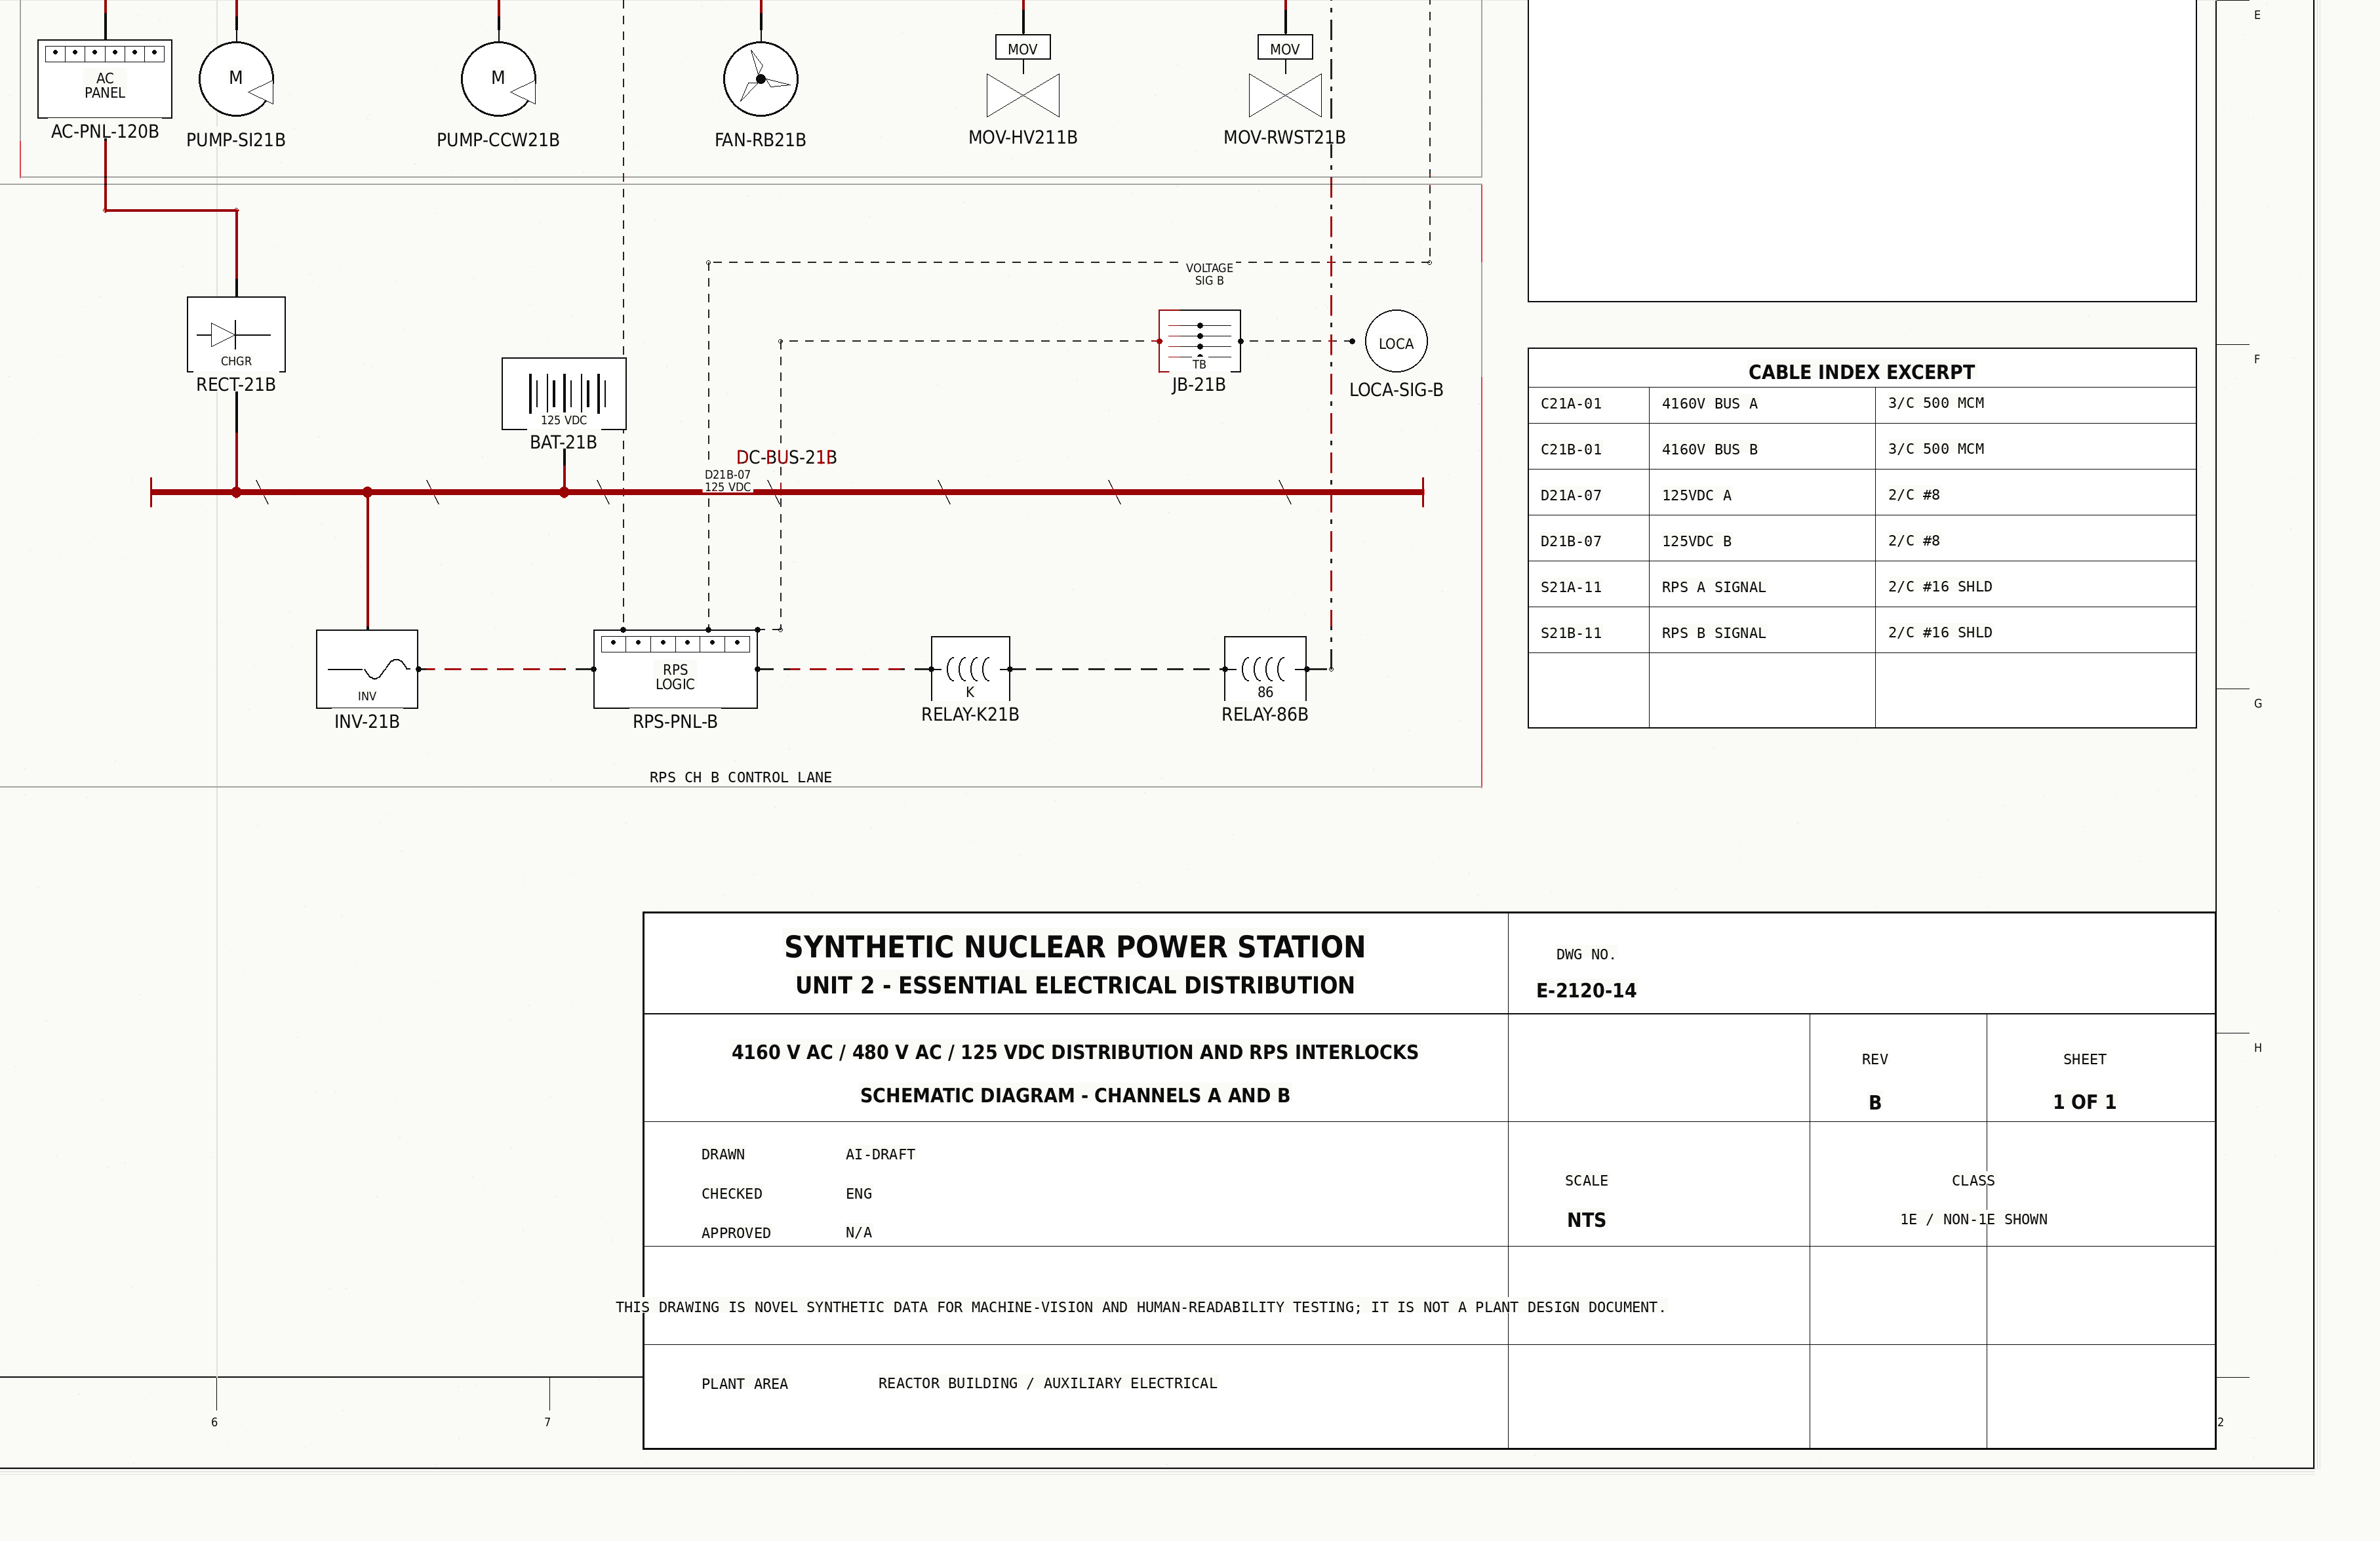 E
MOV
MOV
AC
PANEL
M
M
AC-PNL-120B
PUMP-SI21B
PUMP-CCW21B
FAN-RB21B
MOV-HV211B
MOV-RWST21B
VOLTAGE
SIG B
CHGR
RECT-21B
TB
JB-21B
LOCA
LOCA-SIG-B
125 VDC
BAT-21B
DC-BUS-21B
D21B-07
125 VDC
INV
INV-21B
RPS
LOGIC
RPS-PNL-B
K
RELAY-K21B
86
RELAY-86B
RPS CH B CONTROL LANE
F
CABLE INDEX EXCERPT
C21A-01 4160V BUS A 3/C 500 MCM
C21B-01 4160V BUS B 3/C 500 MCM
D21A-07 125VDC A 2/C #8
D21B-07 125VDC B 2/C #8
S21A-11 RPS A SIGNAL 2/C #16 SHLD
S21B-11 RPS B SIGNAL 2/C #16 SHLD
G
SYNTHETIC NUCLEAR POWER STATION
UNIT 2 - ESSENTIAL ELECTRICAL DISTRIBUTION
DWG NO.
E-2120-14
4160 V AC / 480 V AC / 125 VDC DISTRIBUTION AND RPS INTERLOCKS
SCHEMATIC DIAGRAM - CHANNELS A AND B
REV
B
SHEET
1 OF 1
H
DRAWN AI-DRAFT
CHECKED ENG
APPROVED N/A
SCALE
NTS
CLASS
1E / NON-1E SHOWN
THIS DRAWING IS NOVEL SYNTHETIC DATA FOR MACHINE-VISION AND HUMAN-READABILITY TESTING; IT IS NOT A PLANT DESIGN DOCUMENT.
PLANT AREA REACTOR BUILDING / AUXILIARY ELECTRICAL
6
7
2